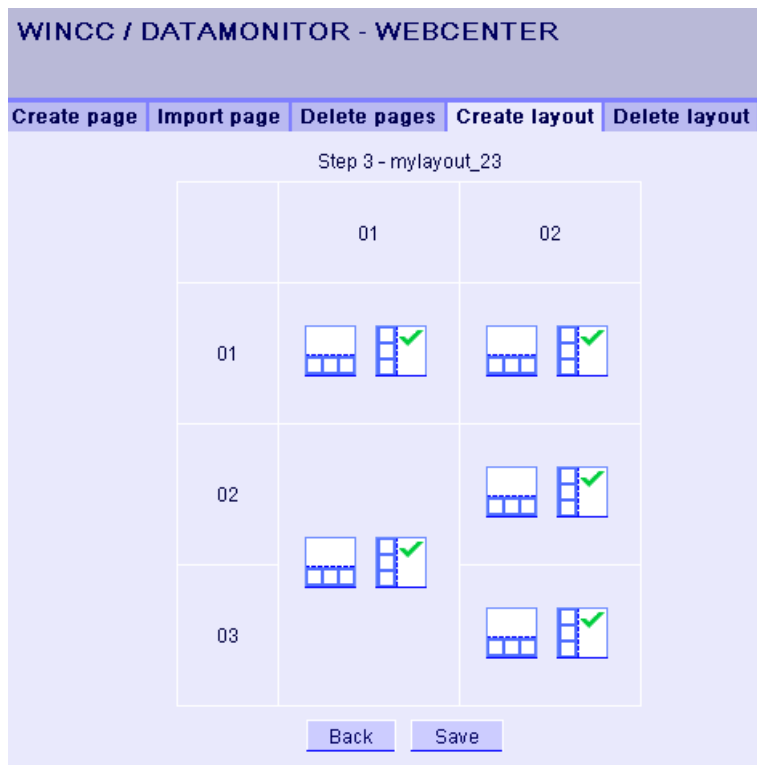 WINCC / DATAMONITOR - WEBCENTER
Create page Import page Delete pages Create layout Delete layout
Step 3 - mylayout_23
01 02
01
02
03
Back Save